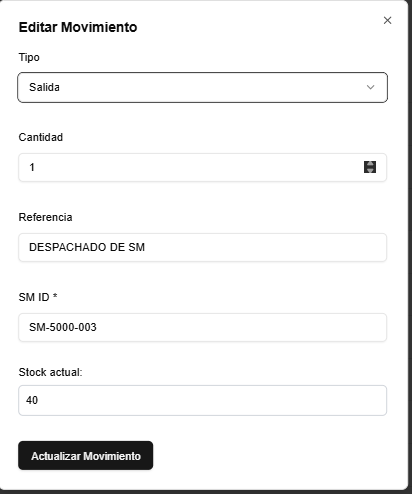 Editar Movimiento
Tipo
Salida
Cantidad
1
Referencia
DESPACHADO DE SM
SM ID *
SM-5000-003
Stock actual:
40
Actualizar Movimiento